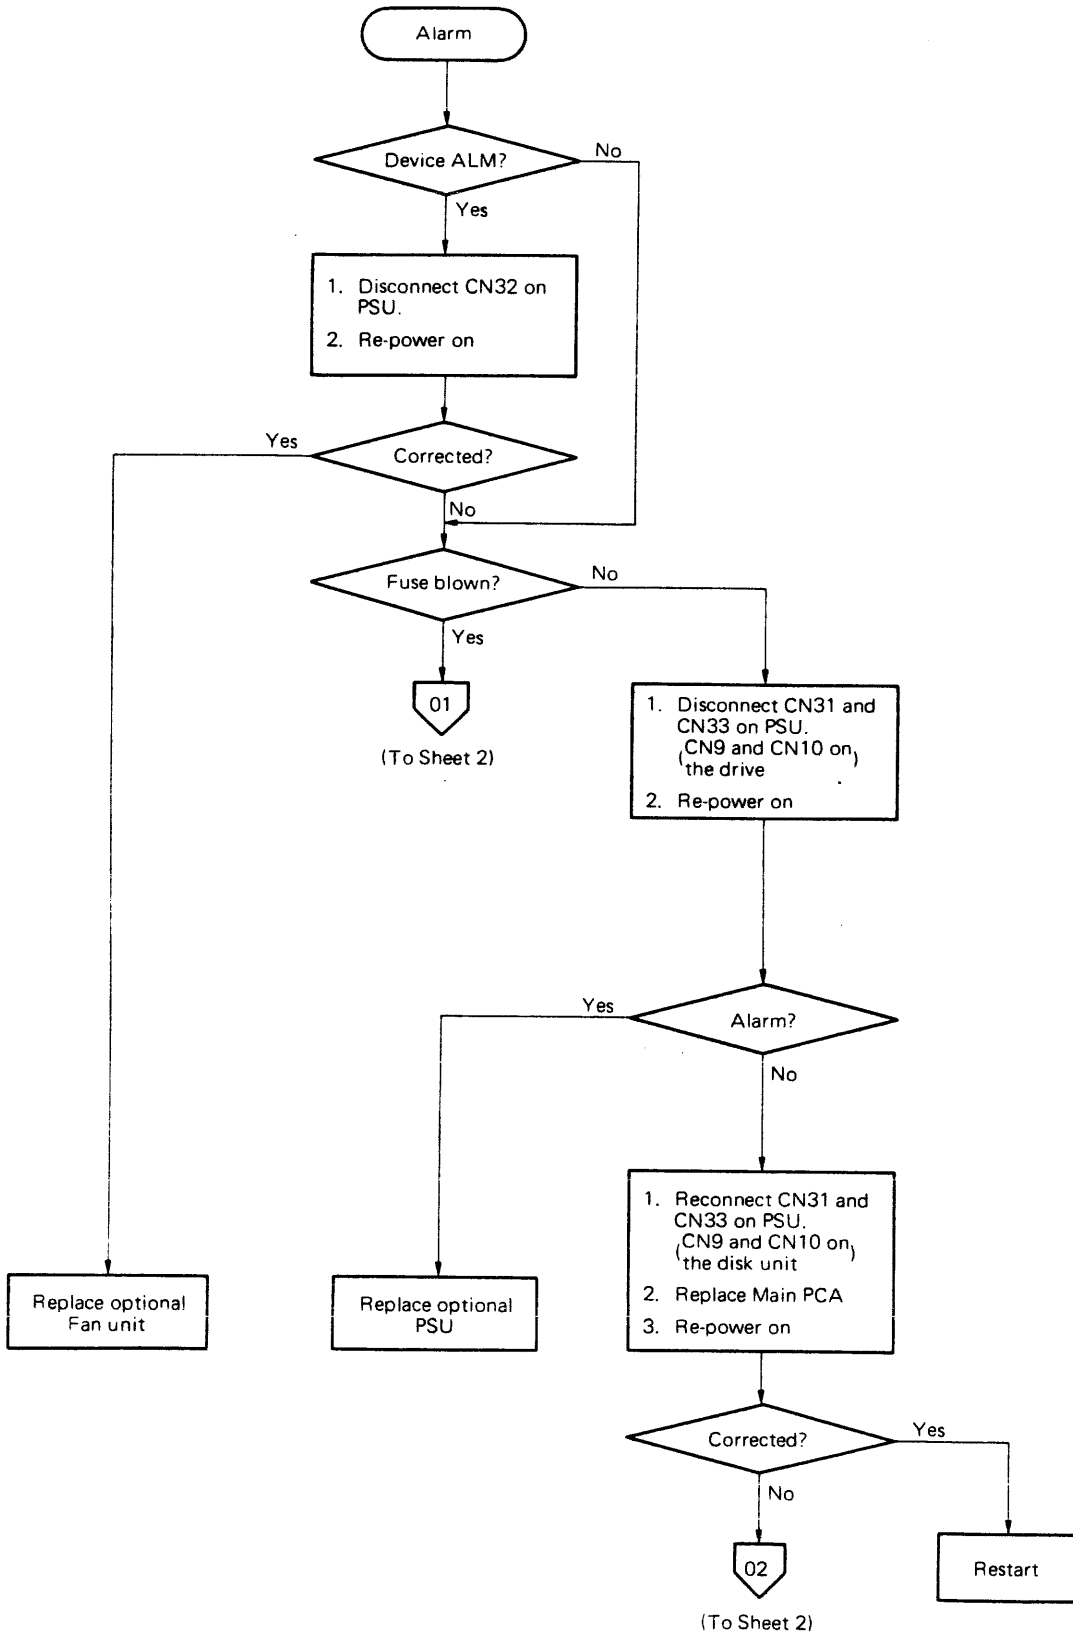 Alarm
Device ALM?
No
Yes
1. Disconnect CN32 on
PSU.
2. Re-power on
Yes
Corrected?
No
Fuse blown?
No
Yes
01
(To Sheet 2)
1. Disconnect CN31 and
CN33 on PSU.
(CN9 and CN10 on)
the drive
2. Re-power on
Yes
Alarm?
No
1. Reconnect CN31 and
CN33 on PSU.
(CN9 and CN10 on)
the disk unit
2. Replace Main PCA
3. Re-power on
Replace optional
Fan unit
Replace optional
PSU
Corrected?
Yes
No
02
Restart
(To Sheet 2)